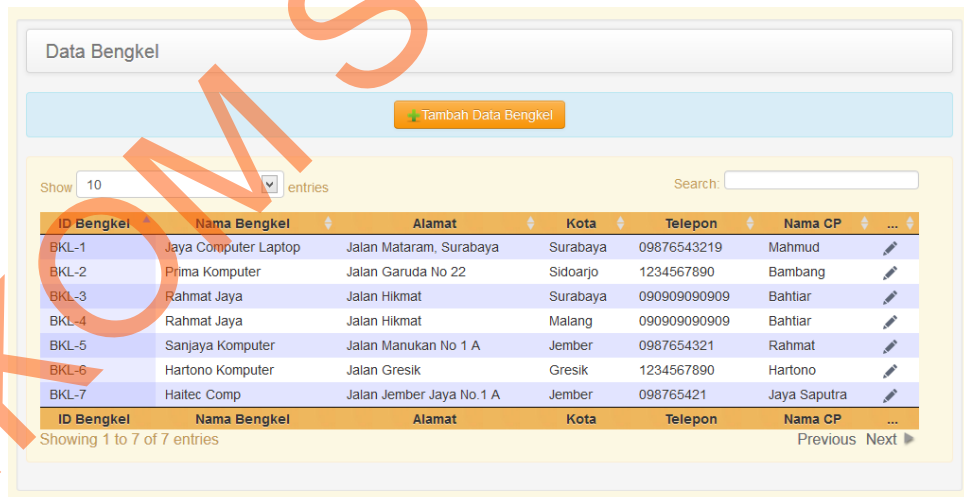 Data Bengkel
Tambah Data Bengkel
Show 10 entries Search:
ID Bengkel Nama Bengkel Alamat Kota Telepon Nama CP ...
BKL-1 Jaya Computer Laptop Jalan Mataram, Surabaya Surabaya 09876543219 Mahmud
BKL-2 Prima Komputer Jalan Garuda No 22 Sidoarjo 1234567890 Bambang
BKL-3 Rahmat Jaya Jalan Hikmat Surabaya 090909090909 Bahtiar
BKL-4 Rahmat Jaya Jalan Hikmat Malang 090909090909 Bahtiar
BKL-5 Sanjaya Komputer Jalan Manukan No 1 A Jember 0987654321 Rahmat
BKL-6 Hartono Komputer Jalan Gresik Gresik 1234567890 Hartono
BKL-7 Haitec Comp Jalan Jember Jaya No.1 A Jember 098765421 Jaya Saputra
ID Bengkel Nama Bengkel Alamat Kota Telepon Nama CP ...
Showing 1 to 7 of 7 entries Previous Next
KOMS